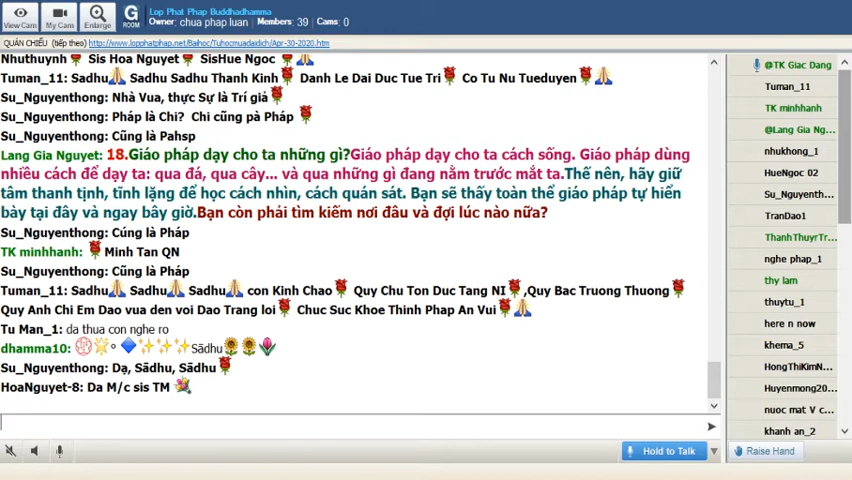 View Cam
My Cams
Enlarge
G
ROOM
Lop Phat Phap Buddhadhamma
Owner: chua phap luan Members: 39 Cams: 0
QUÁN CHIẾU (tiếp theo) http://www.lopphatphap.net/Baihoc/Tuhocmuadaidich/Apr-30-2020.htm
Nhuthuynh Sis Hoa Nguyet SisHue Ngoc
Tuman_11: Sadhu Sadhu Sadhu Thanh Kinh Danh Le Dai Duc Tue Tri Co Tu Nu Tueduyen
Su_Nguyenthong: Nhà Vua, thực Sự là Trí giả
Su_Nguyenthong: Pháp là Chi? Chi cũng pà Pháp
Su_Nguyenthong: Cũng là Pahsp
Lang Gia Nguyet: 18.Giáo pháp dạy cho ta những gì?Giáo pháp dạy cho ta cách sống. Giáo pháp dùng
nhiều cách để dạy ta: qua đá, qua cây... và qua những gì đang nằm trước mắt ta.Thế nên, hãy giữ
tâm thanh tịnh, tĩnh lặng để học cách nhìn, cách quán sát. Bạn sẽ thấy toàn thể giáo pháp tự hiển
bày tại đây và ngay bây giờ.Bạn còn phải tìm kiếm nơi đâu và đợi lúc nào nữa?
Su_Nguyenthong: Cúng là Pháp
TK minhhanh: Minh Tan QN
Su_Nguyenthong: Cũng là Pháp
Tuman_11: Sadhu Sadhu Sadhu con Kinh Chao Quy Chu Ton Duc Tang NI ,Quy Bac Truong Thuong
Quy Anh Chi Em Dao vua den voi Dao Trang loi Chuc Suc Khoe Thinh Phap An Vui
Tu Man_1: da thua con nghe ro
dhamma10: Sādhu
Su_Nguyenthong: Dạ, Sādhu, Sādhu
HoaNguyet-8: Da M/c sis TM
@TK Giac Dang
Tuman_11
TK minhhanh
@Lang Gia Ng...
nhukhong_1
HueNgoc 02
Su_Nguyenth...
TranDao1
ThanhThuyrTr...
nghe phap_1
thy lam
thuytu_1
here n now
khema_5
HongThiKimN...
Huyenmong20...
nuoc mat V c...
khanh an_2
Hold to Talk
Raise Hand